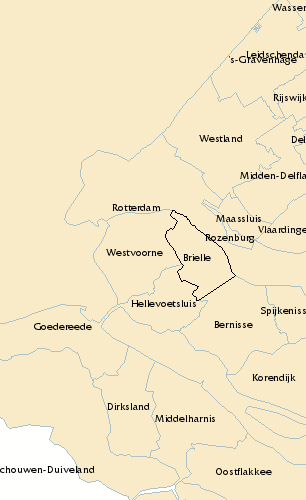 Wassen
Leidschenda
's-Gravenhage
Rijswijk
Westland
Del
Midden-Delfla
Rotterdam
Maassluis
Vlaardinge
Rozenburg
Westvoorne
Brielle
Hellevoetsluis
Spijkeniss
Goedereede
Bernisse
Korendijk
Dirksland
Middelharnis
chouwen-Duiveland
Oostflakkee